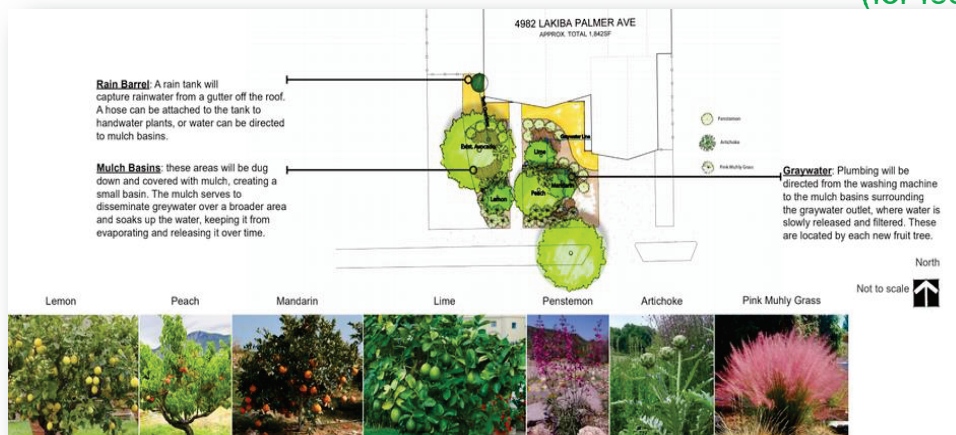 4982 LAKIBA PALMER AVE
APPROX. TOTAL 1,842SF
Rain Barrel: A rain tank will
capture rainwater from a gutter off the roof.
A hose can be attached to the tank to
handwater plants, or water can be directed
to mulch basins.
Mulch Basins: these areas will be dug
down and covered with mulch, creating a
small basin. The mulch serves to
disseminate greywater over a broader area
and soaks up the water, keeping it from
evaporating and releasing it over time.
Exist. Avocado
Lime
Graywater Line
Mandarin
Peach
Lemon
Penstemon
Artichoke
Pink Muhly Grass
Graywater: Plumbing will be
directed from the washing machine
to the mulch basins surrounding
the graywater outlet, where water is
slowly released and filtered. These
are located by each new fruit tree.
North
Not to scale
Lemon
Peach
Mandarin
Lime
Penstemon
Artichoke
Pink Muhly Grass